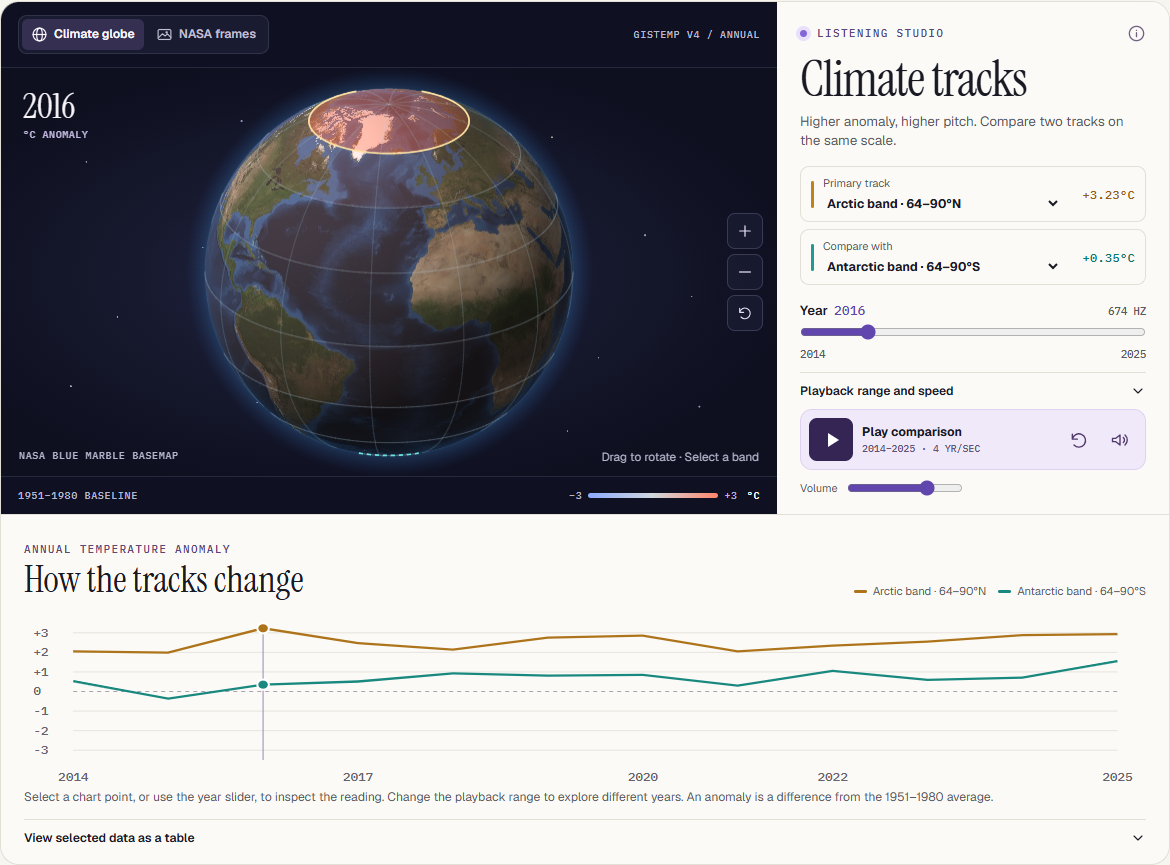 Climate globe
NASA frames
GISTEMP V4 / ANNUAL
2016
°C ANOMALY
NASA BLUE MARBLE BASEMAP
Drag to rotate · Select a band
1951–1980 BASELINE
−3
+3 °C
LISTENING STUDIO
Climate tracks
Higher anomaly, higher pitch. Compare two tracks on
the same scale.
Primary track
Arctic band · 64–90°N
+3.23°C
Compare with
Antarctic band · 64–90°S
+0.35°C
Year 2016
674 HZ
2014
2025
Playback range and speed
Play comparison
2014–2025 · 4 YR/SEC
Volume
ANNUAL TEMPERATURE ANOMALY
How the tracks change
Arctic band · 64–90°N
Antarctic band · 64–90°S
+3
+2
+1
0
-1
-2
-3
2014
2017
2020
2022
2025
Select a chart point, or use the year slider, to inspect the reading. Change the playback range to explore different years. An anomaly is a difference from the 1951–1980 average.
View selected data as a table